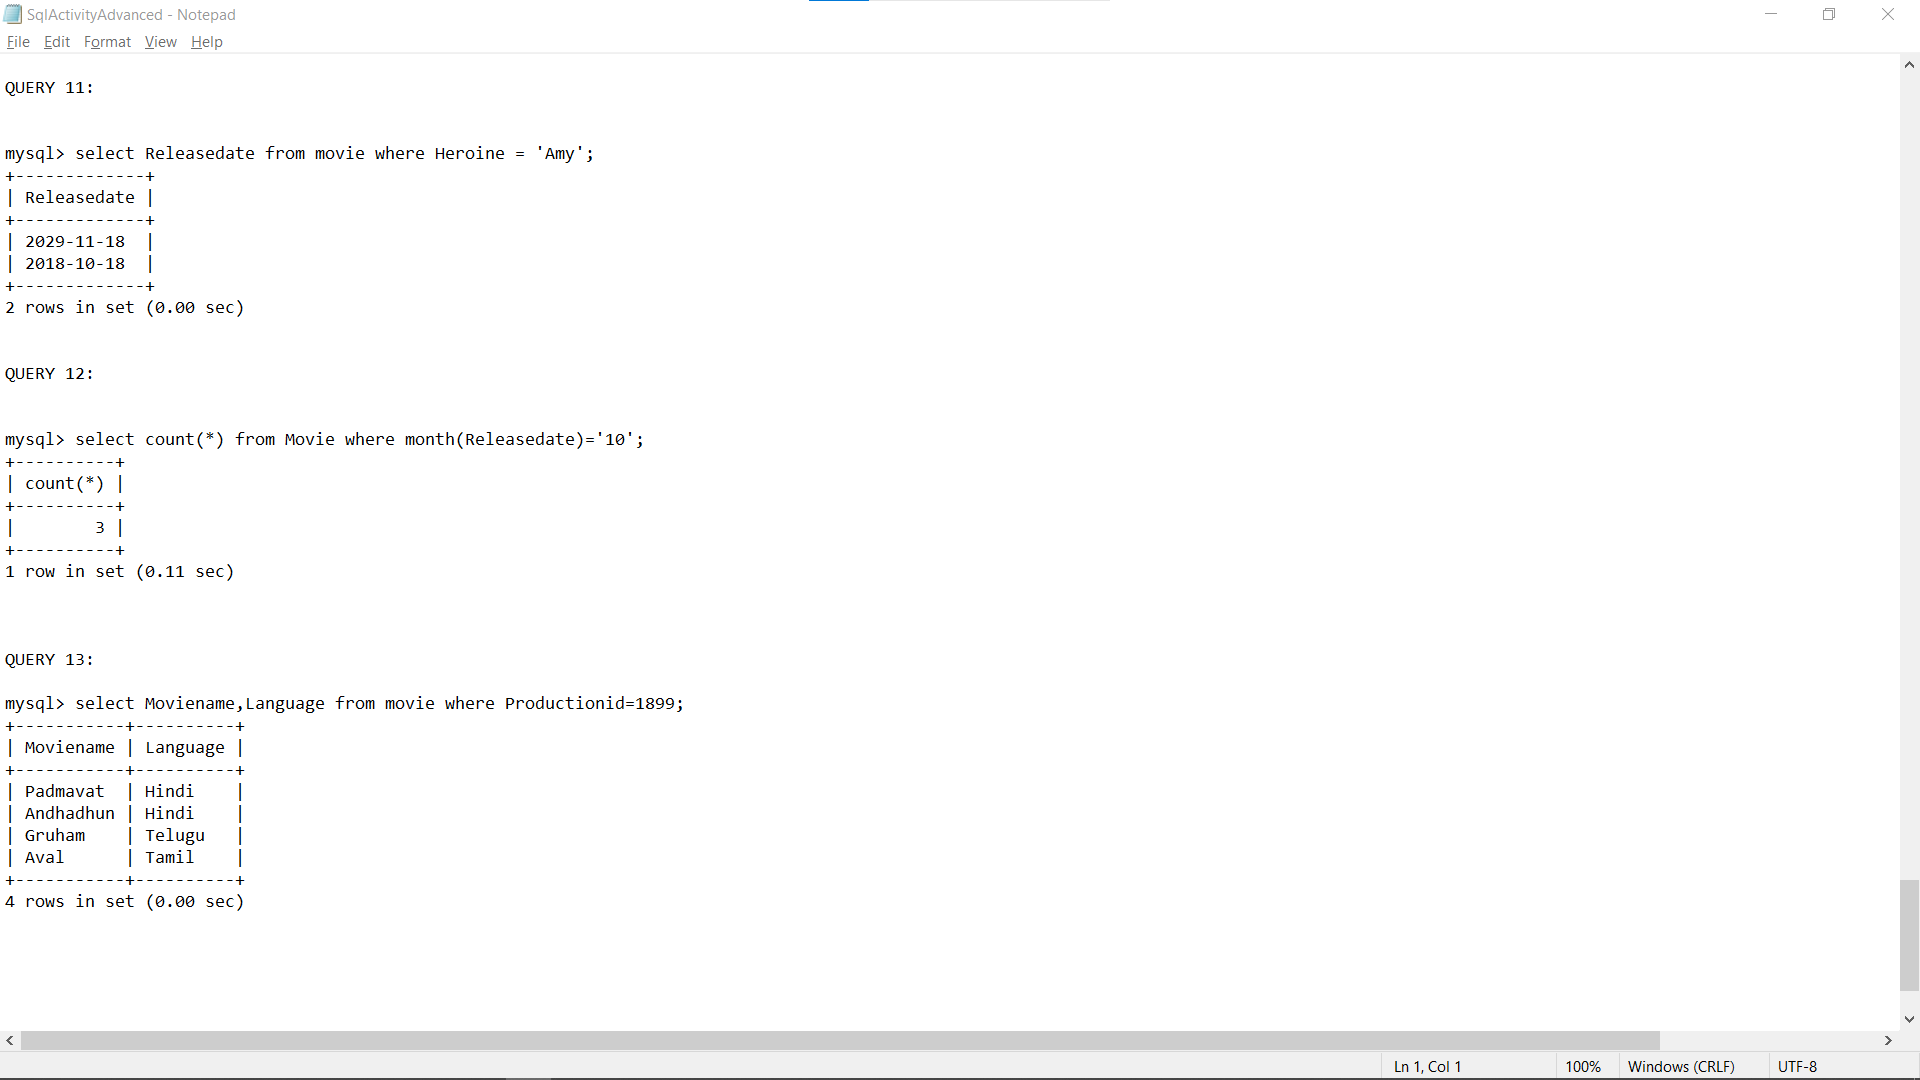 SqlActivityAdvanced - Notepad
File Edit Format View Help
QUERY 11:
mysql> select Releasedate from movie where Heroine = 'Amy';
+-------------+
| Releasedate |
+-------------+
| 2029-11-18  |
| 2018-10-18  |
+-------------+
2 rows in set (0.00 sec)
QUERY 12:
mysql> select count(*) from Movie where month(Releasedate)='10';
+----------+
| count(*) |
+----------+
|        3 |
+----------+
1 row in set (0.11 sec)
QUERY 13:
mysql> select Moviename,Language from movie where Productionid=1899;
+-----------+----------+
| Moviename | Language |
+-----------+----------+
| Padmavat  | Hindi    |
| Andhadhun | Hindi    |
| Gruham    | Telugu   |
| Aval      | Tamil    |
+-----------+----------+
4 rows in set (0.00 sec)
Ln 1, Col 1 100% Windows (CRLF) UTF-8